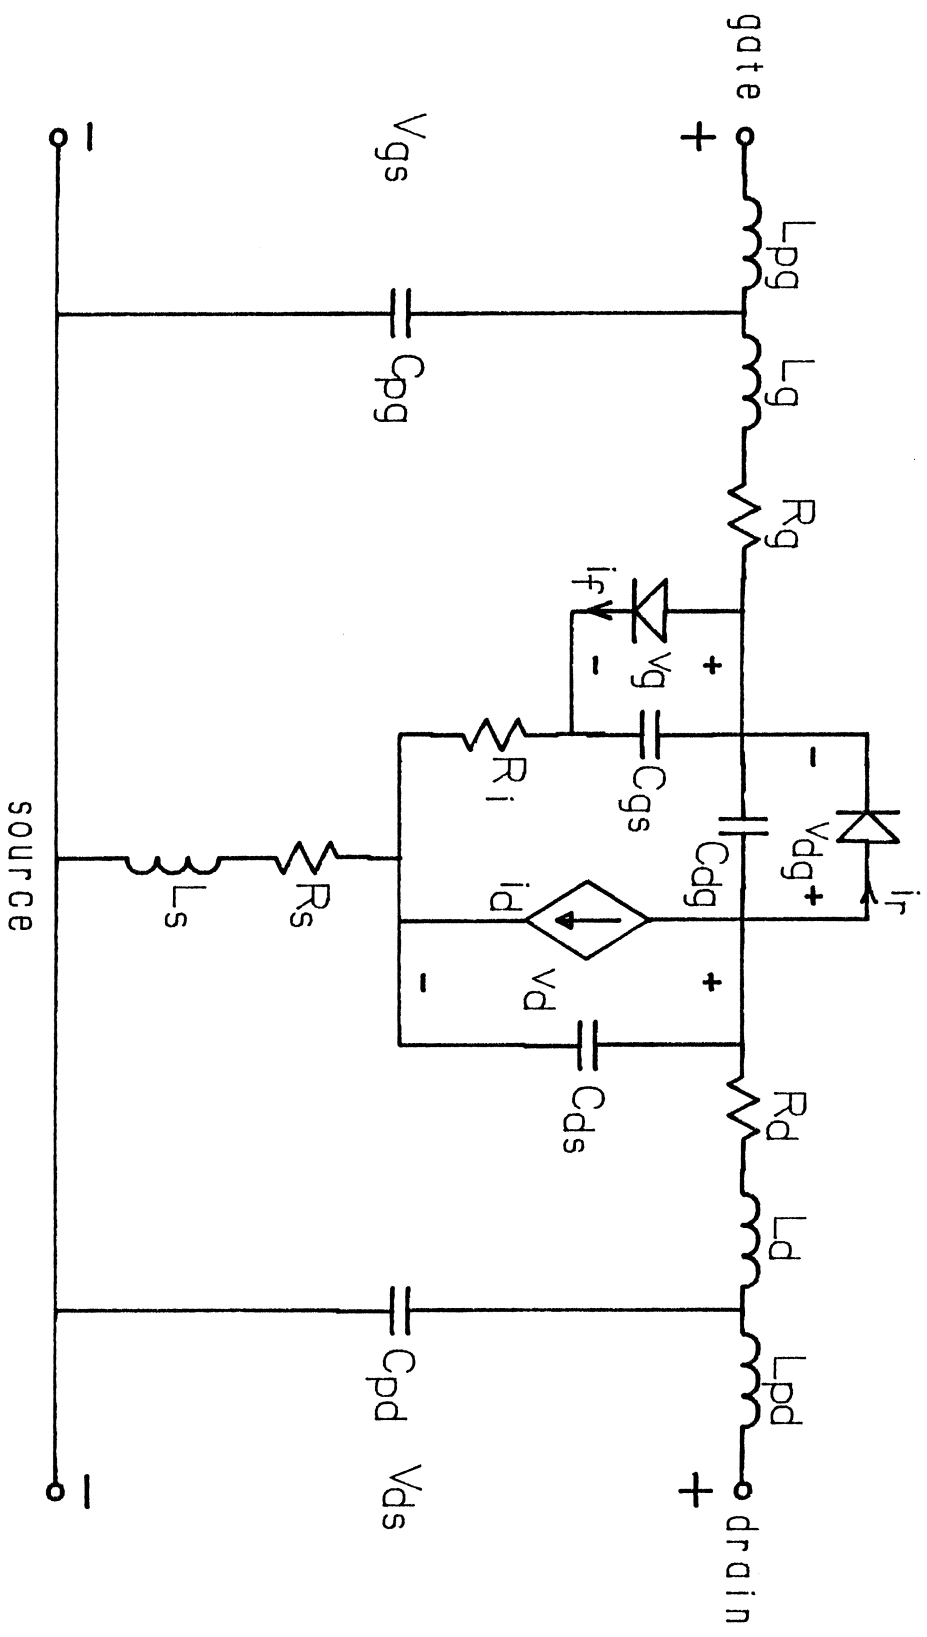 gate
+
Lpg
Lg
Rg
Vgs
-
Cpg
if
+
vg
-
Cgs
Ri
-
vdg
+
ir
Cdg
id
vd
+
-
Cds
Rs
Ls
source
Rd
Ld
Lpd
Cpd
Vds
+
-
drain